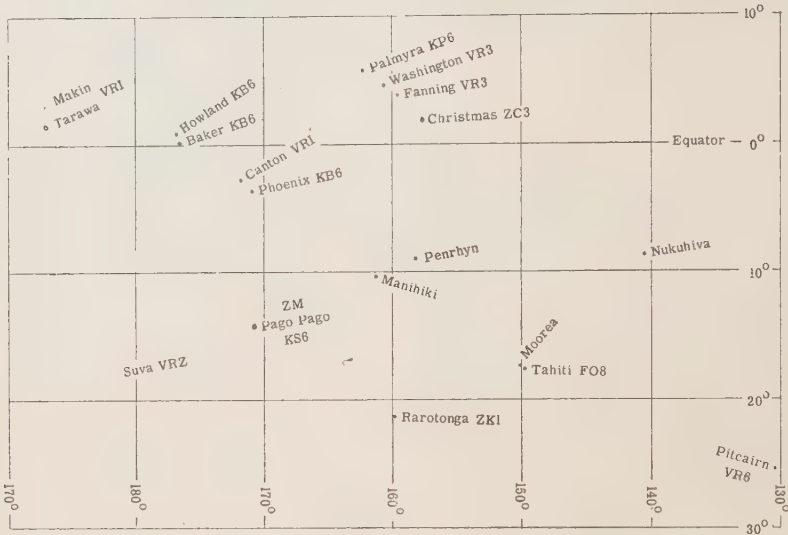 10°
Palmyra KP6
Washington VR3
Fanning VR3
Makin
VR1
Tarawa
Howland KB6
Baker KB6
Christmas ZC3
Equator
0°
Canton VR1
Phoenix KB6
Penrhyn
Nukuhiva
10°
Manihiki
ZM
Pago Pago
KS6
Moorea
Suva VRZ
Tahiti FO8
20°
Rarotonga ZK1
Pitcairn
VR6
170°
180°
170°
160°
150°
140°
130°
30°